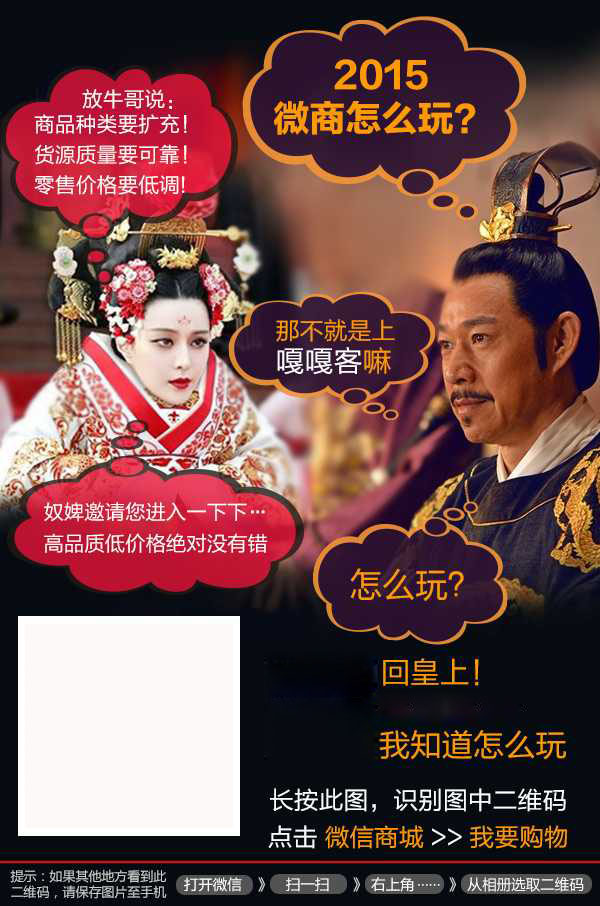 2015
微商怎么玩?
放牛哥说:
商品种类要扩充!
货源质量要可靠!
零售价格要低调!
那不就是上
嘎嘎客嘛
奴婢邀请您进入一下下…
高品质低价格绝对没有错
怎么玩?
回皇上!
我知道怎么玩
长按此图，识别图中二维码
点击 微信商城 >> 我要购物
提示：如果其他地方看到此
二维码，请保存图片至手机
打开微信 》 扫一扫 》 右上角 …… 》 从相册选取二维码